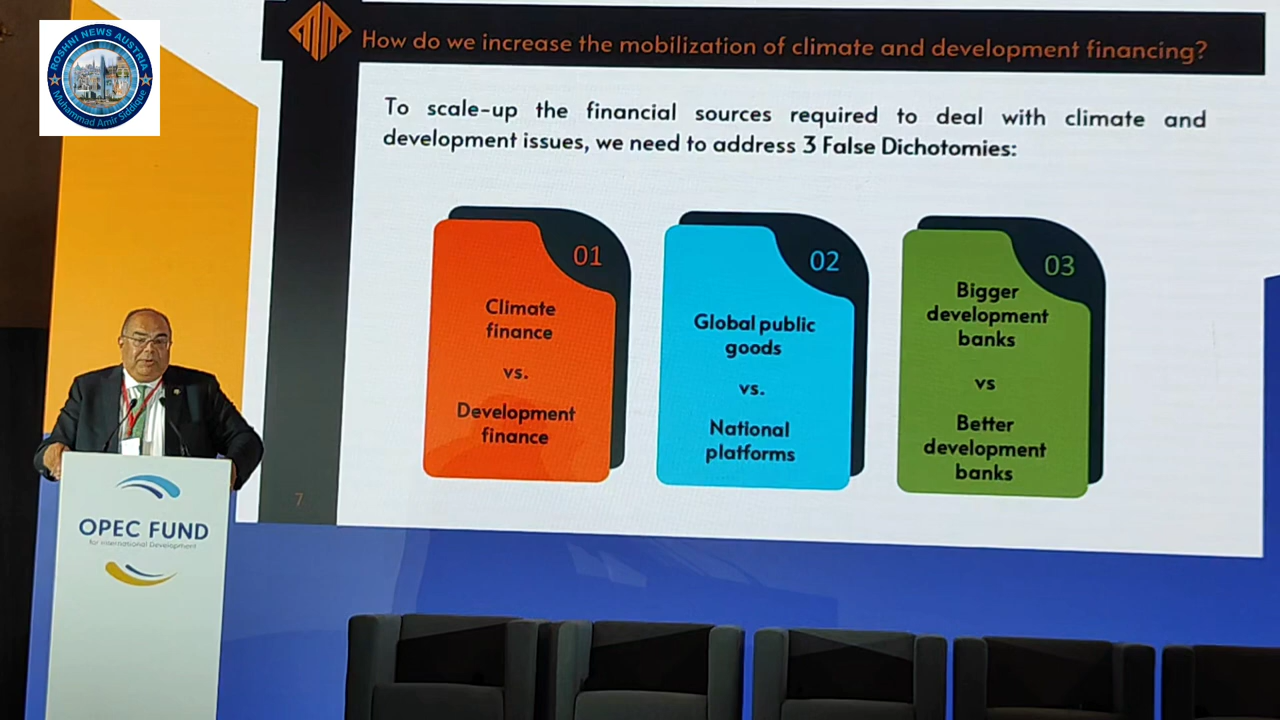 ROSHNI NEWS AUSTRIA
Muhammad Amir Siddique
How do we increase the mobilization of climate and development financing?
To scale-up the financial sources required to deal with climate and
development issues, we need to address 3 False Dichotomies:
01
Climate
finance
vs.
Development
finance
02
Global public
goods
vs.
National
platforms
03
Bigger
development
banks
vs
Better
development
banks
7
OPEC FUND
for International Development